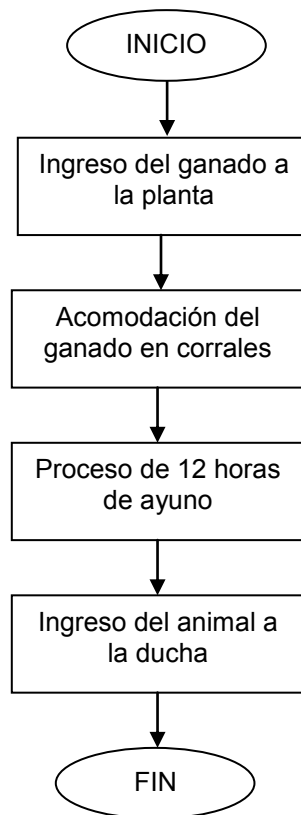 INICIO
Ingreso del ganado a
la planta
Acomodación del
ganado en corrales
Proceso de 12 horas
de ayuno
Ingreso del animal a
la ducha
FIN